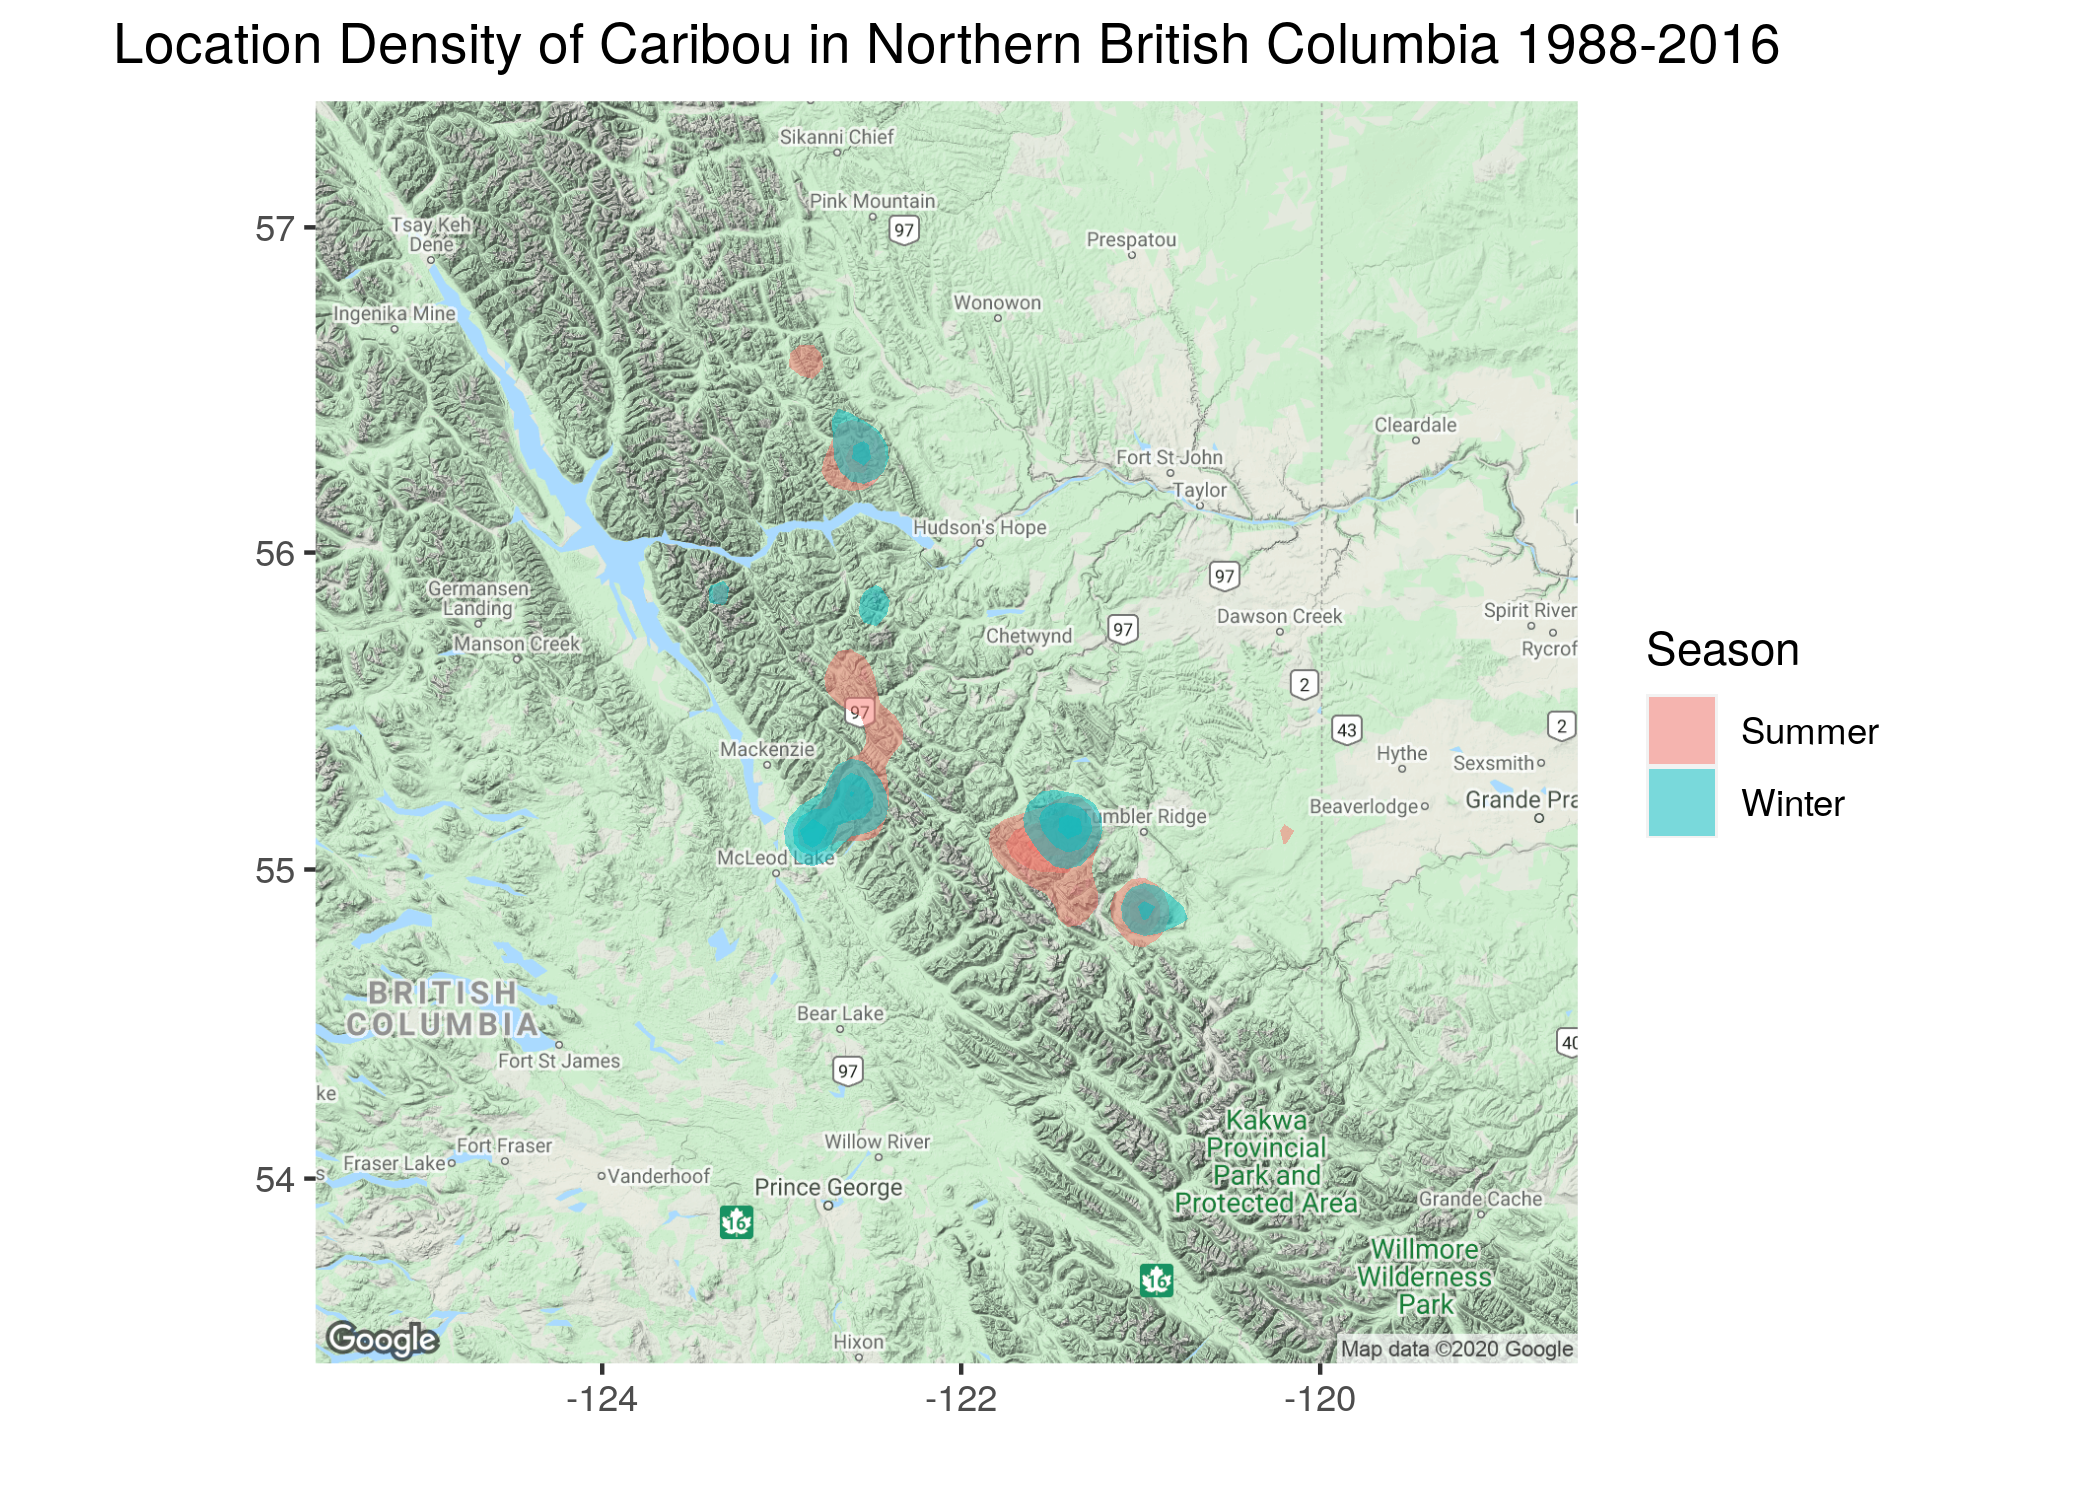 Location Density of Caribou in Northern British Columbia 1988-2016
Sikanni Chief
Pink Mountain
97
57
Tsay Keh
Dene
Prespatou
Ingenika Mine
Wonowon
Cleardale
Fort St John
Taylor
Hudson's Hope
56
97
Germansen
Landing
Manson Creek
Chetwynd
97
Dawson Creek
Spirit River
Rycrof
2
97
43
2
Mackenzie
Hythe
Sexsmith
Beaverlodge
Grande Pra
Tumbler Ridge
McLeod Lake
55
BRITISH
COLUMBIA
Bear Lake
Fort St James
97
40
ke
Kakwa
Provincial
Park and
Protected Area
Willow River
Fort Fraser
Fraser Lake
s
Vanderhoof
54
Prince George
16
Grande Cache
Willmore
Wilderness
Park
16
Hixon
Google
Map data ©2020 Google
-124
-122
-120
Season
Summer
Winter